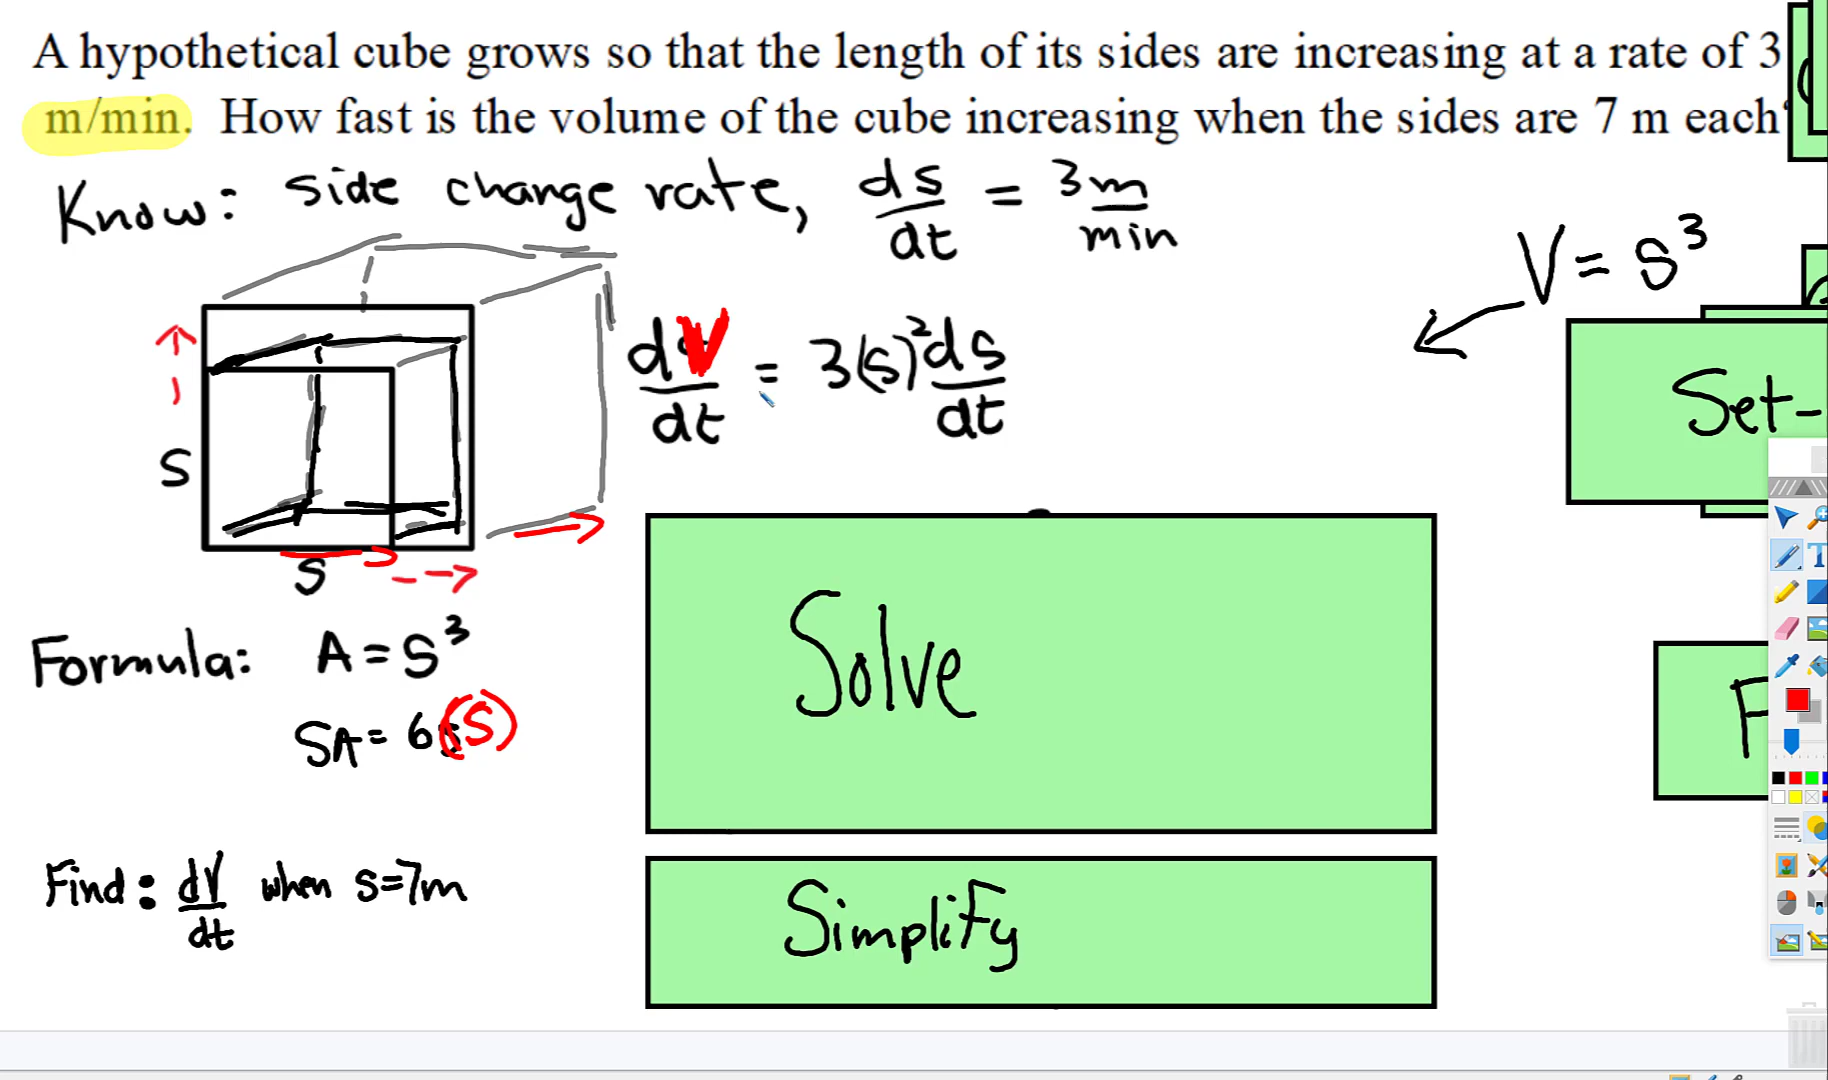 A hypothetical cube grows so that the length of its sides are increasing at a rate of 3
m/min. How fast is the volume of the cube increasing when the sides are 7 m each
Know: side change rate, ds/dt = 3m/min
V = s³
dV/dt = 3(s)² ds/dt
Set-
S
S
Formula: A = S³
SA = 6s(S)
Solve
F
Find: dV/dt when s=7m
Simplify